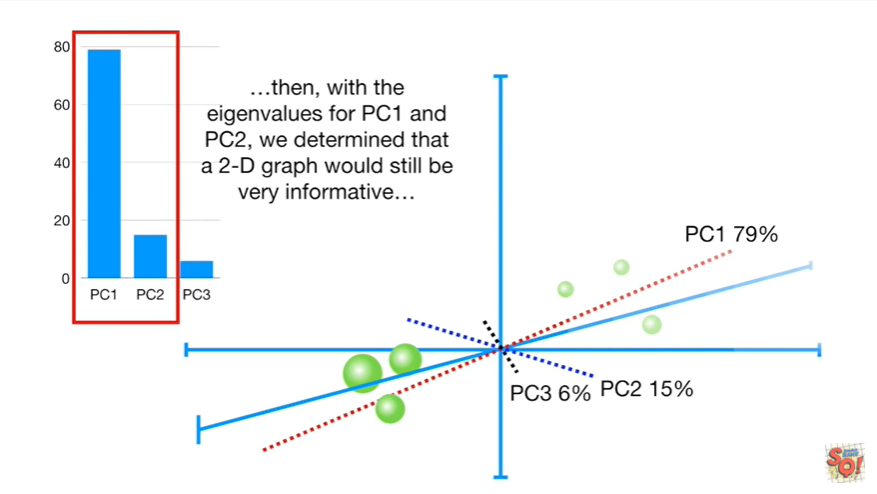 80
60
40
20
0
PC1 PC2 PC3
…then, with the
eigenvalues for PC1 and
PC2, we determined that
a 2-D graph would still be
very informative…
PC1 79%
PC3 6%
PC2 15%
SQ!